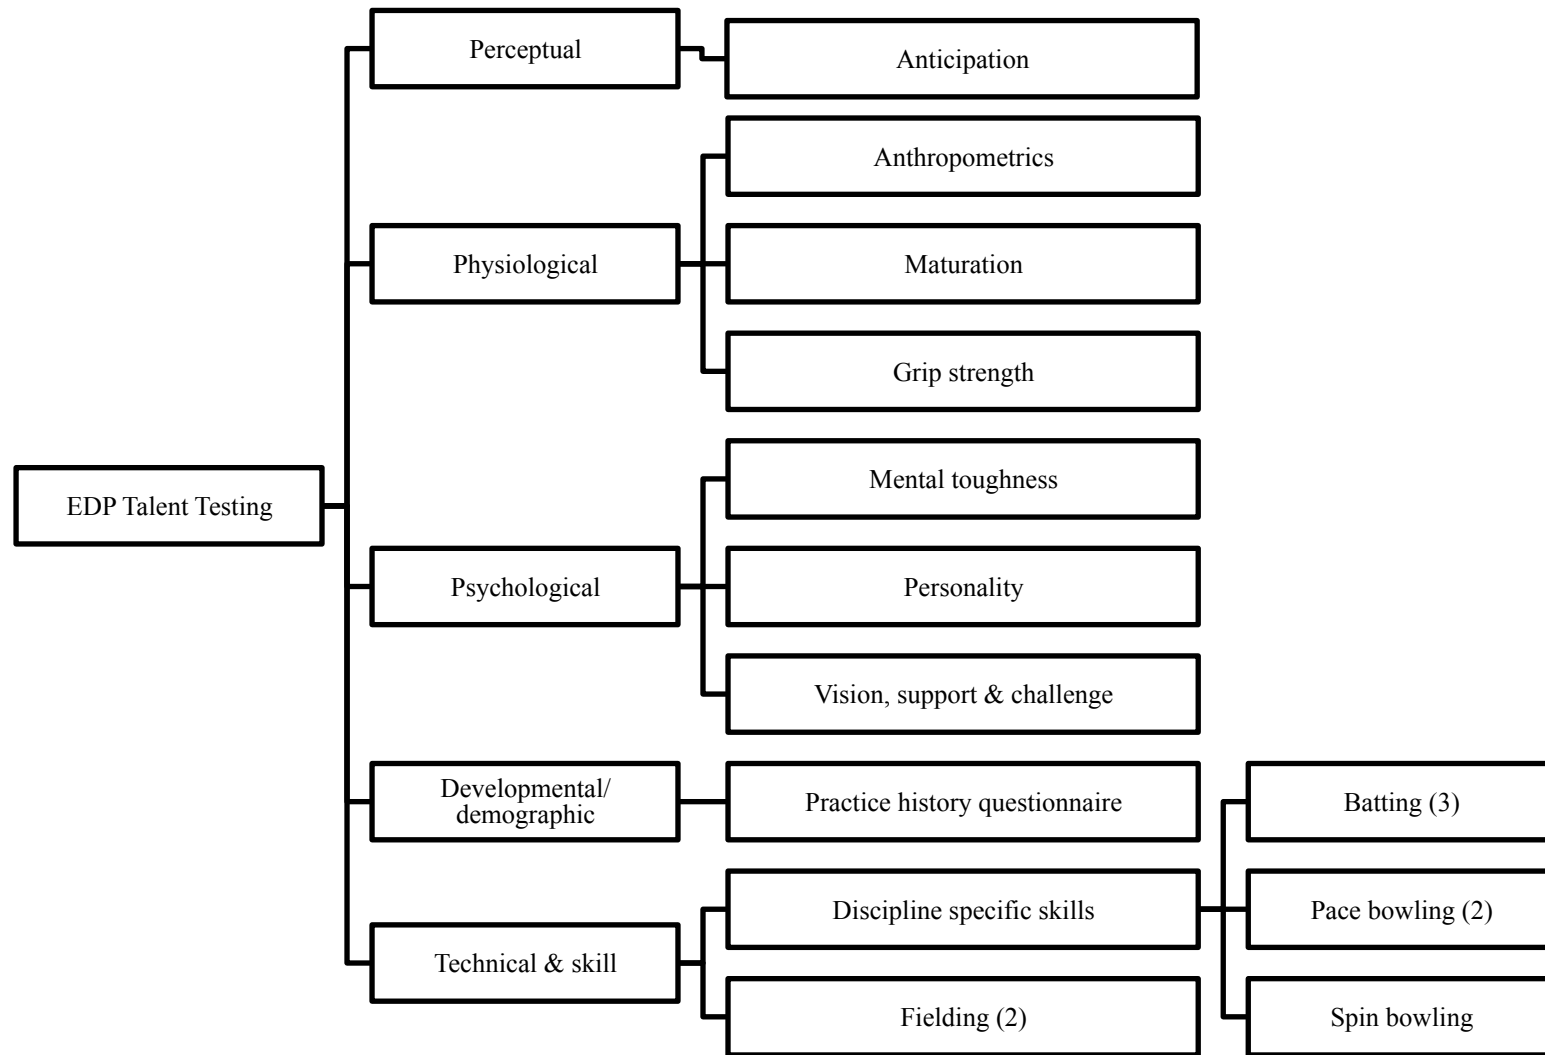 Perceptual
Anticipation
Anthropometrics
Physiological
Maturation
Grip strength
EDP Talent Testing
Mental toughness
Psychological
Personality
Vision, support & challenge
Developmental/
demographic
Practice history questionnaire
Batting (3)
Discipline specific skills
Pace bowling (2)
Technical & skill
Fielding (2)
Spin bowling